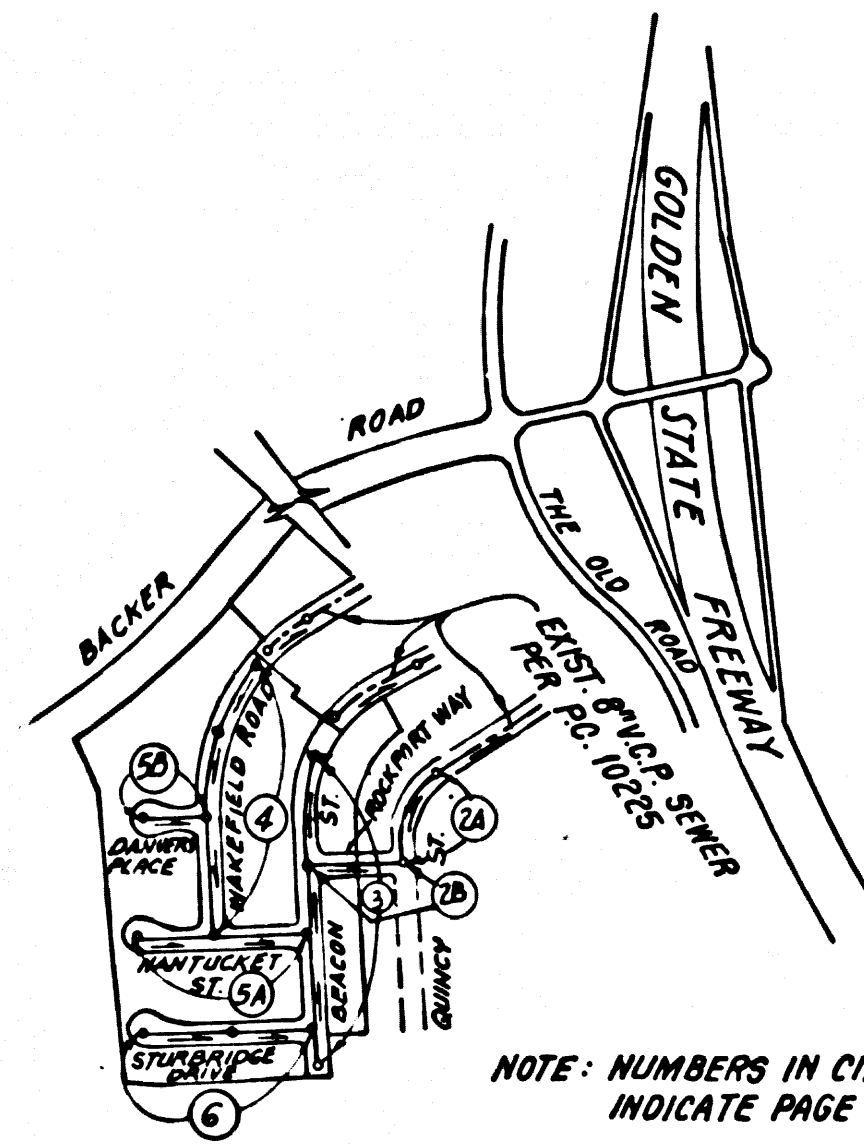 GOLDEN
STATE
FREEWAY
ROAD
BACKER
THE OLD ROAD
EXIST. 8" V.C.P. SEWER
PER P.C. 10225
ROCKPORT WAY
WAKEFIELD ROAD
5B
DANVERS
PLACE
4
ST.
2A
ST.
3
2B
BEACON
QUINCY
NANTUCKET
ST.
5A
STURBRIDGE
DRIVE
6
NOTE: NUMBERS IN
INDICATE PAGE